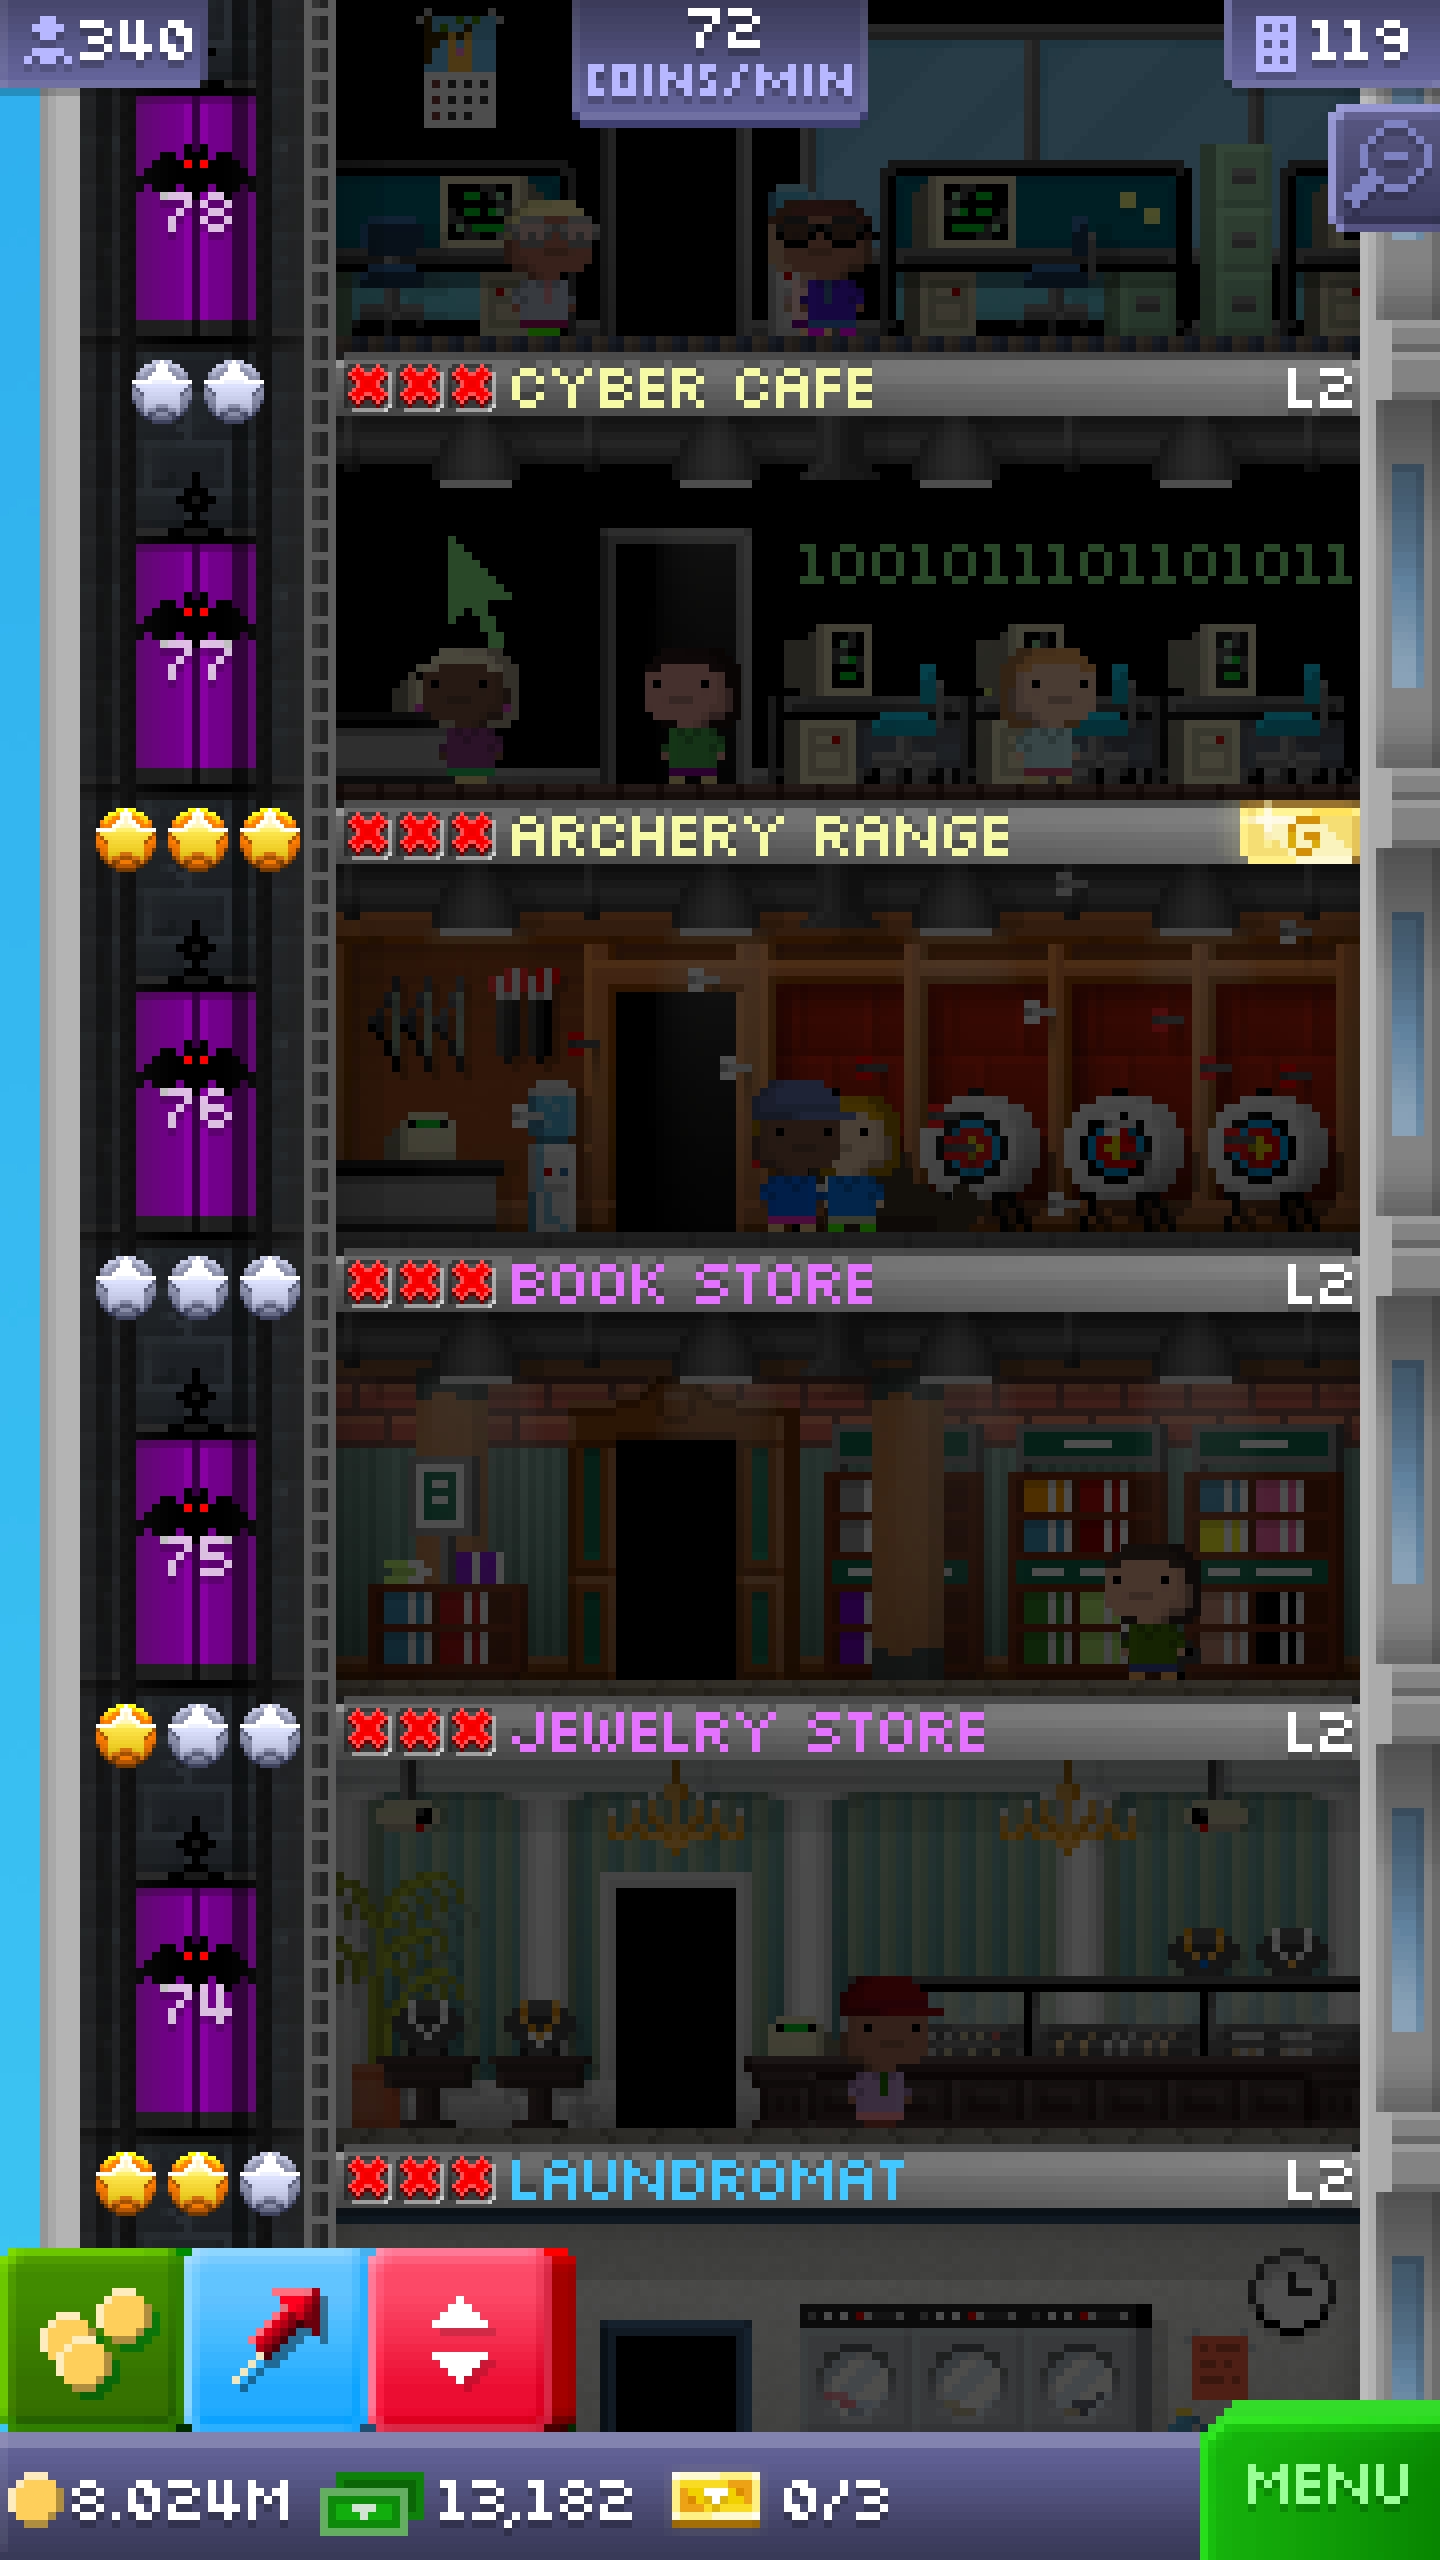 340
72
COINS/MIN
119
78
CYBER CAFE L2
1001011101101011
77
ARCHERY RANGE G
76
BOOK STORE L2
75
JEWELRY STORE L2
74
LAUNDROMAT L2
8.024M 13,182 0/3 MENU